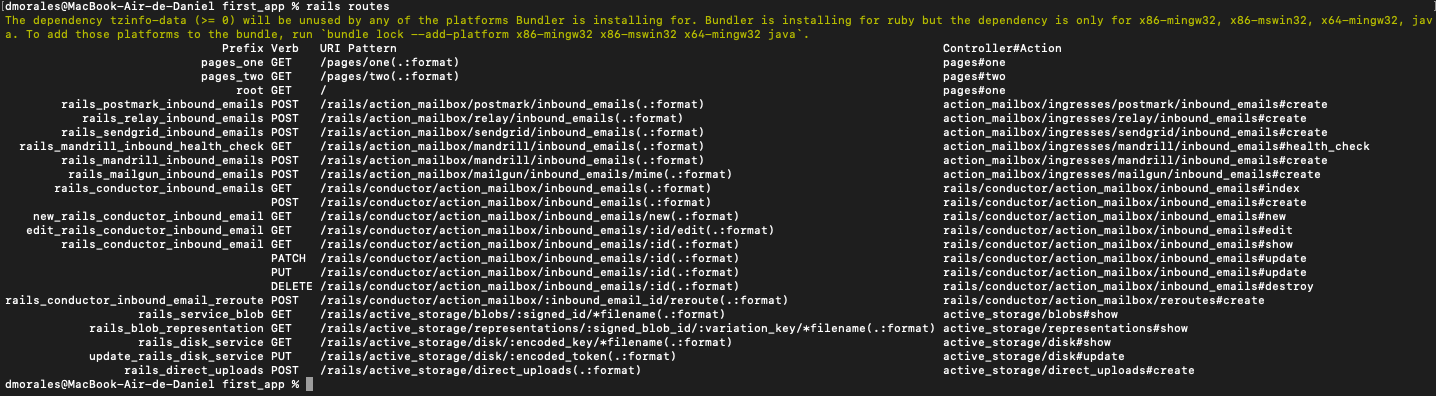 [dmorales@MacBook-Air-de-Daniel first_app % rails routes
The dependency tzinfo-data (>= 0) will be unused by any of the platforms Bundler is installing for. Bundler is installing for ruby but the dependency is only for x86-mingw32, x86-mswin32, x64-mingw32, jav
a. To add those platforms to the bundle, run `bundle lock --add-platform x86-mingw32 x86-mswin32 x64-mingw32 java`.
Prefix Verb URI Pattern Controller#Action
pages_one GET /pages/one(.:format) pages#one
pages_two GET /pages/two(.:format) pages#two
root GET / pages#one
rails_postmark_inbound_emails POST /rails/action_mailbox/postmark/inbound_emails(.:format) action_mailbox/ingresses/postmark/inbound_emails#create
rails_relay_inbound_emails POST /rails/action_mailbox/relay/inbound_emails(.:format) action_mailbox/ingresses/relay/inbound_emails#create
rails_sendgrid_inbound_emails POST /rails/action_mailbox/sendgrid/inbound_emails(.:format) action_mailbox/ingresses/sendgrid/inbound_emails#create
rails_mandrill_inbound_health_check GET /rails/action_mailbox/mandrill/inbound_emails(.:format) action_mailbox/ingresses/mandrill/inbound_emails#health_check
rails_mandrill_inbound_emails POST /rails/action_mailbox/mandrill/inbound_emails(.:format) action_mailbox/ingresses/mandrill/inbound_emails#create
rails_mailgun_inbound_emails POST /rails/action_mailbox/mailgun/inbound_emails/mime(.:format) action_mailbox/ingresses/mailgun/inbound_emails#create
rails_conductor_inbound_emails GET /rails/conductor/action_mailbox/inbound_emails(.:format) rails/conductor/action_mailbox/inbound_emails#index
POST /rails/conductor/action_mailbox/inbound_emails(.:format) rails/conductor/action_mailbox/inbound_emails#create
new_rails_conductor_inbound_email GET /rails/conductor/action_mailbox/inbound_emails/new(.:format) rails/conductor/action_mailbox/inbound_emails#new
edit_rails_conductor_inbound_email GET /rails/conductor/action_mailbox/inbound_emails/:id/edit(.:format) rails/conductor/action_mailbox/inbound_emails#edit
rails_conductor_inbound_email GET /rails/conductor/action_mailbox/inbound_emails/:id(.:format) rails/conductor/action_mailbox/inbound_emails#show
PATCH /rails/conductor/action_mailbox/inbound_emails/:id(.:format) rails/conductor/action_mailbox/inbound_emails#update
PUT /rails/conductor/action_mailbox/inbound_emails/:id(.:format) rails/conductor/action_mailbox/inbound_emails#update
DELETE /rails/conductor/action_mailbox/inbound_emails/:id(.:format) rails/conductor/action_mailbox/inbound_emails#destroy
rails_conductor_inbound_email_reroute POST /rails/conductor/action_mailbox/:inbound_email_id/reroute(.:format) rails/conductor/action_mailbox/reroutes#create
rails_service_blob GET /rails/active_storage/blobs/:signed_id/*filename(.:format) active_storage/blobs#show
rails_blob_representation GET /rails/active_storage/representations/:signed_blob_id/:variation_key/*filename(.:format) active_storage/representations#show
rails_disk_service GET /rails/active_storage/disk/:encoded_key/*filename(.:format) active_storage/disk#show
update_rails_disk_service PUT /rails/active_storage/disk/:encoded_token(.:format) active_storage/disk#update
rails_direct_uploads POST /rails/active_storage/direct_uploads(.:format) active_storage/direct_uploads#create
dmorales@MacBook-Air-de-Daniel first_app %